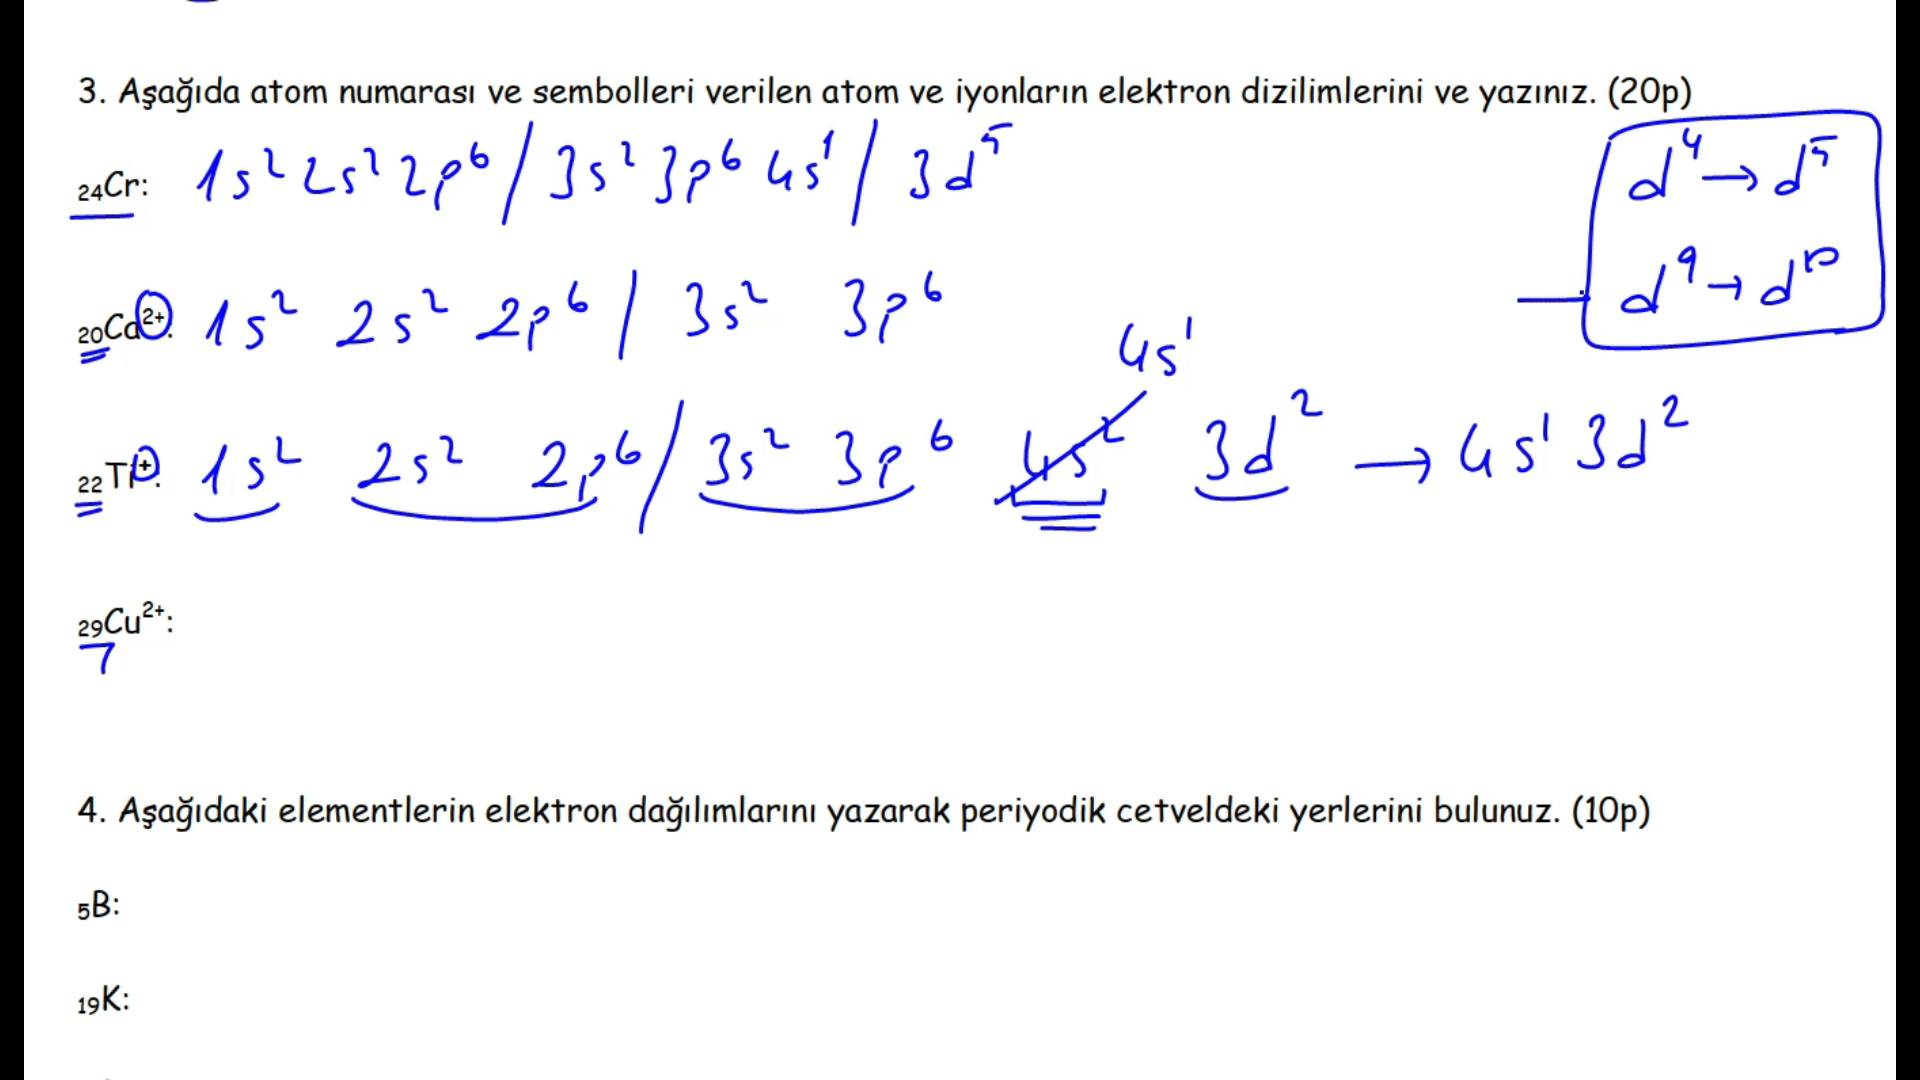 3. Aşağıda atom numarası ve sembolleri verilen atom ve iyonların elektron dizilimlerini ve yazınız. (20p)
₂₄Cr: 1s² 2s² 2p⁶ / 3s² 3p⁶ 4s¹ / 3d⁵
d⁴ → d⁵
d⁹ → d¹⁰
₂₀Ca²⁺: 1s² 2s² 2p⁶ / 3s² 3p⁶
4s¹
₂₂Ti⁺: 1s² 2s² 2p⁶ / 3s² 3p⁶ 4s² 3d² → 4s¹ 3d²
₂₉Cu²⁺:
4. Aşağıdaki elementlerin elektron dağılımlarını yazarak periyodik cetveldeki yerlerini bulunuz. (10p)
₅B:
₁₉K: